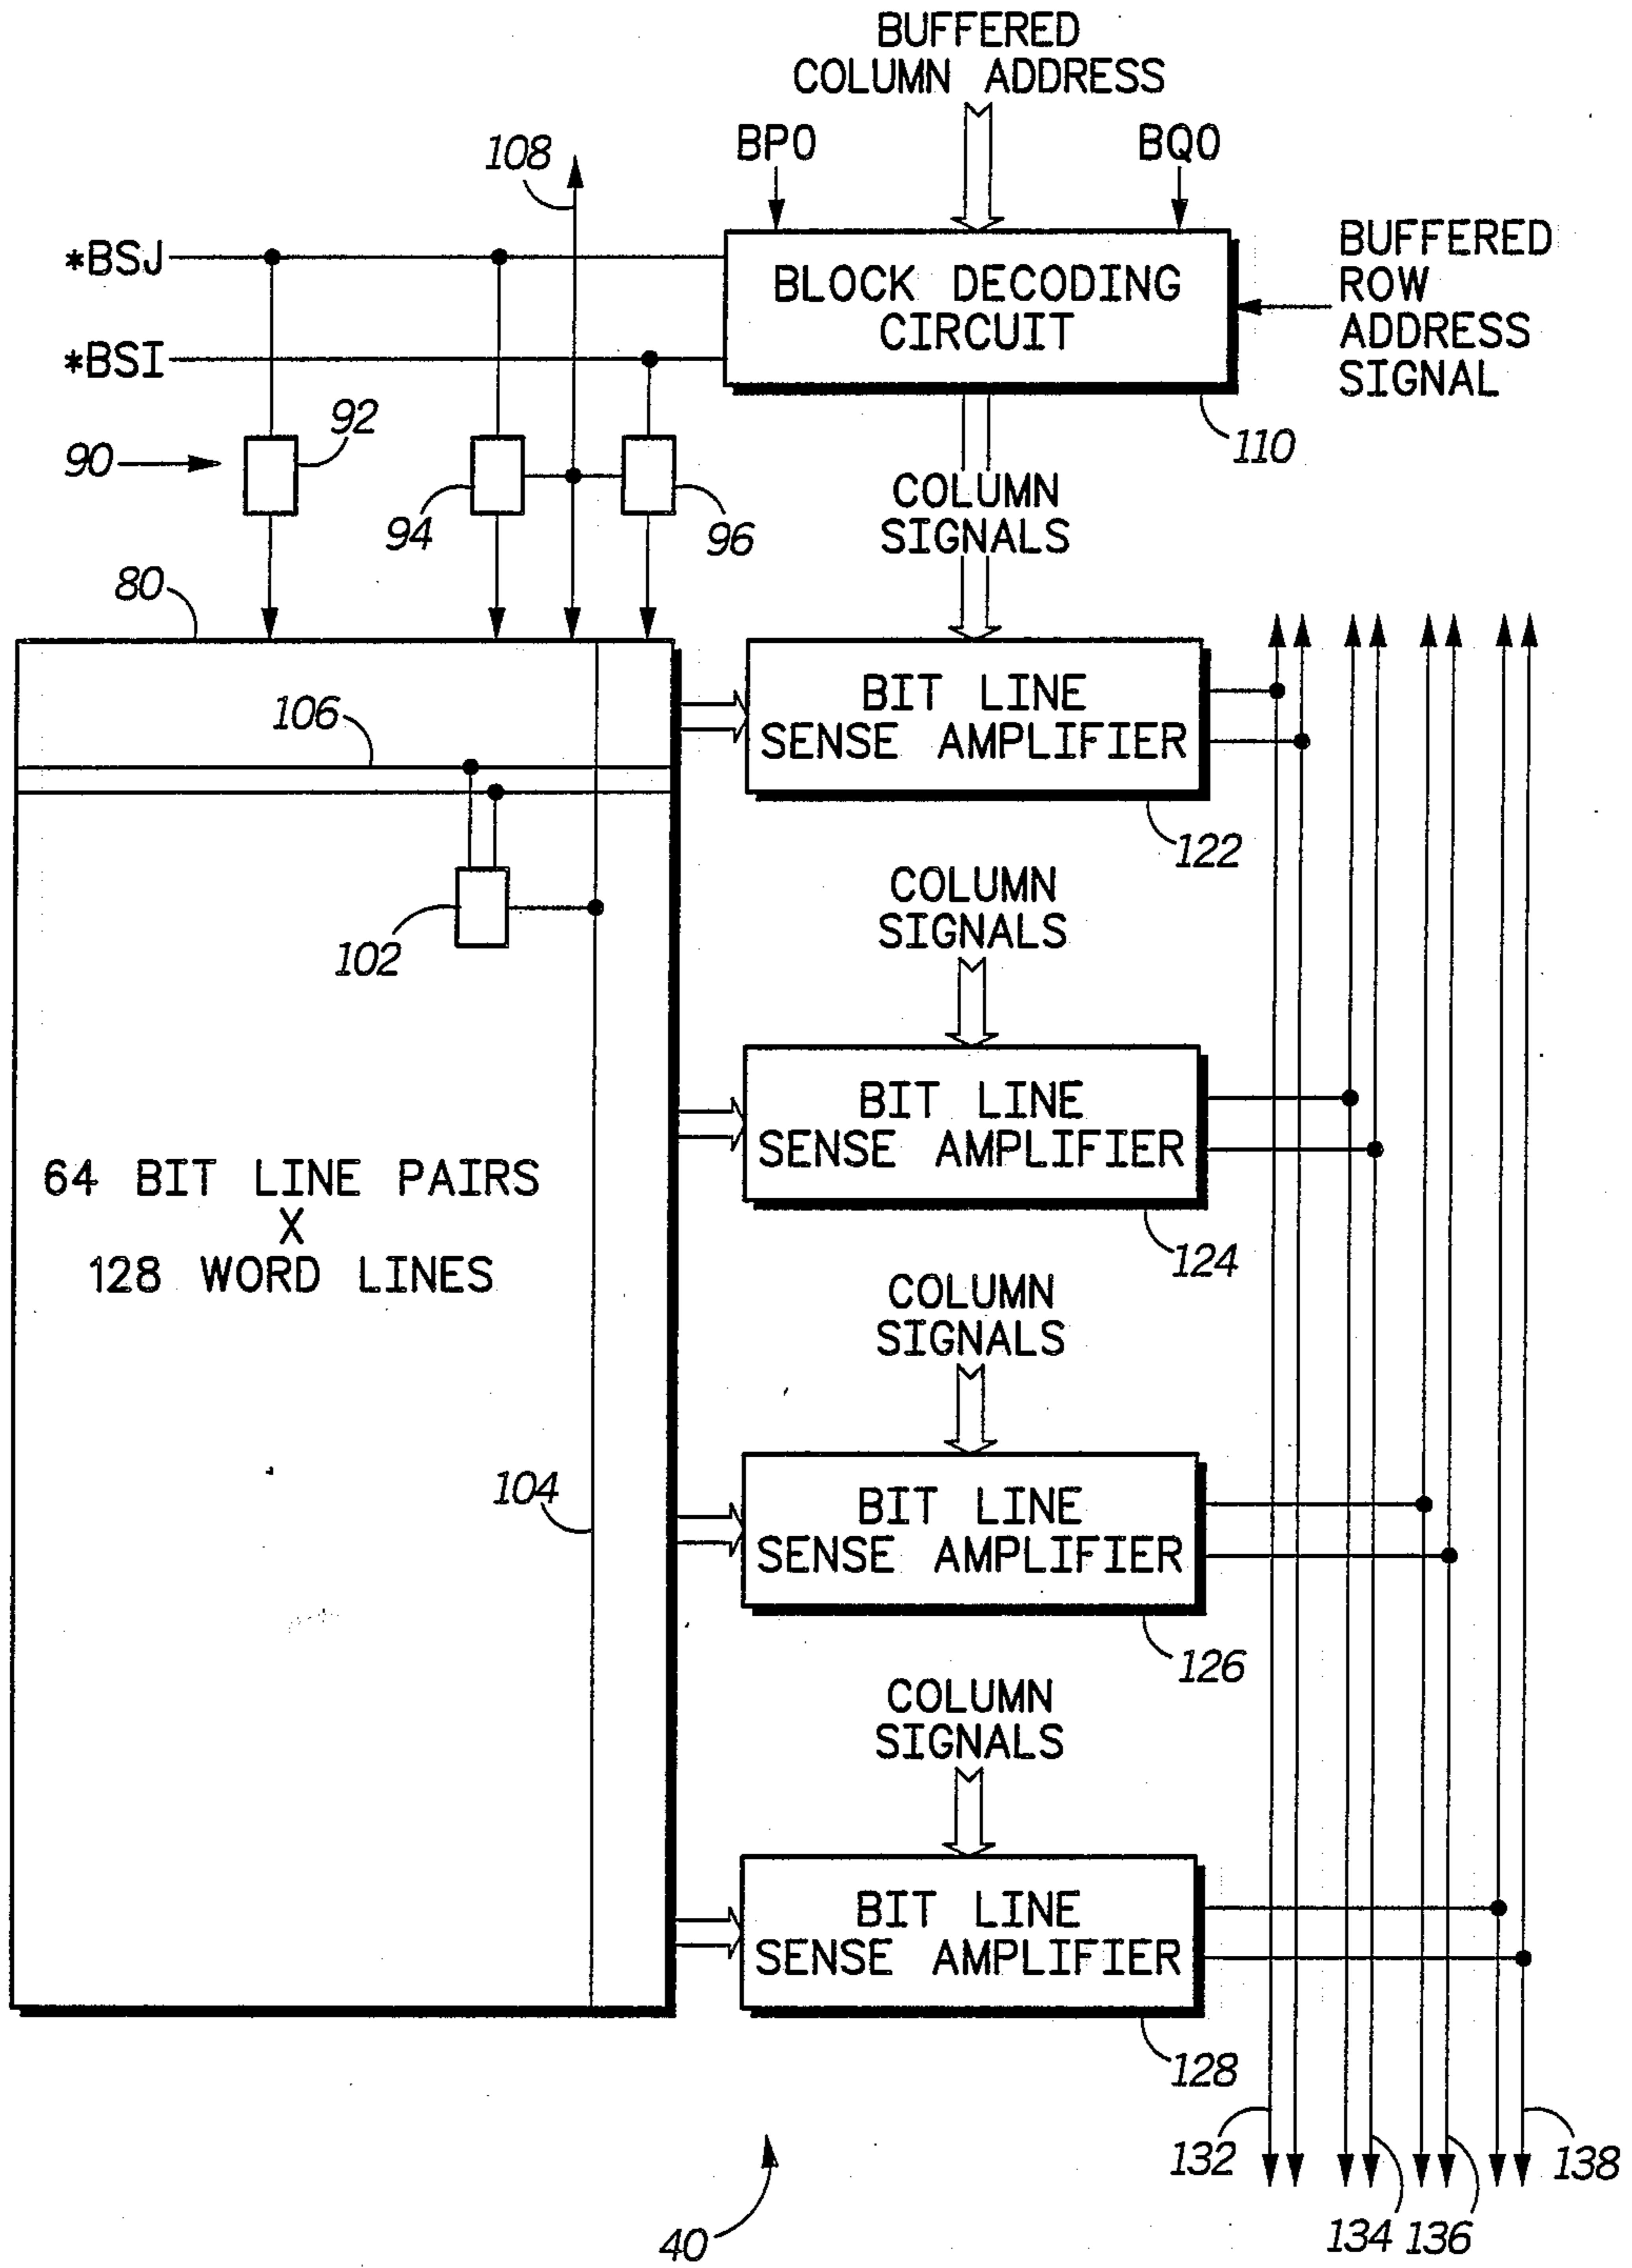 BUFFERED
COLUMN ADDRESS
BP0
BQ0
108
*BSJ
*BSI
BLOCK DECODING
CIRCUIT
BUFFERED
ROW
ADDRESS
SIGNAL
110
90
92
94
96
COLUMN
SIGNALS
80
106
102
BIT LINE
SENSE AMPLIFIER
122
COLUMN
SIGNALS
BIT LINE
SENSE AMPLIFIER
124
64 BIT LINE PAIRS
X
128 WORD LINES
COLUMN
SIGNALS
104
BIT LINE
SENSE AMPLIFIER
126
COLUMN
SIGNALS
BIT LINE
SENSE AMPLIFIER
128
132
134
136
138
40